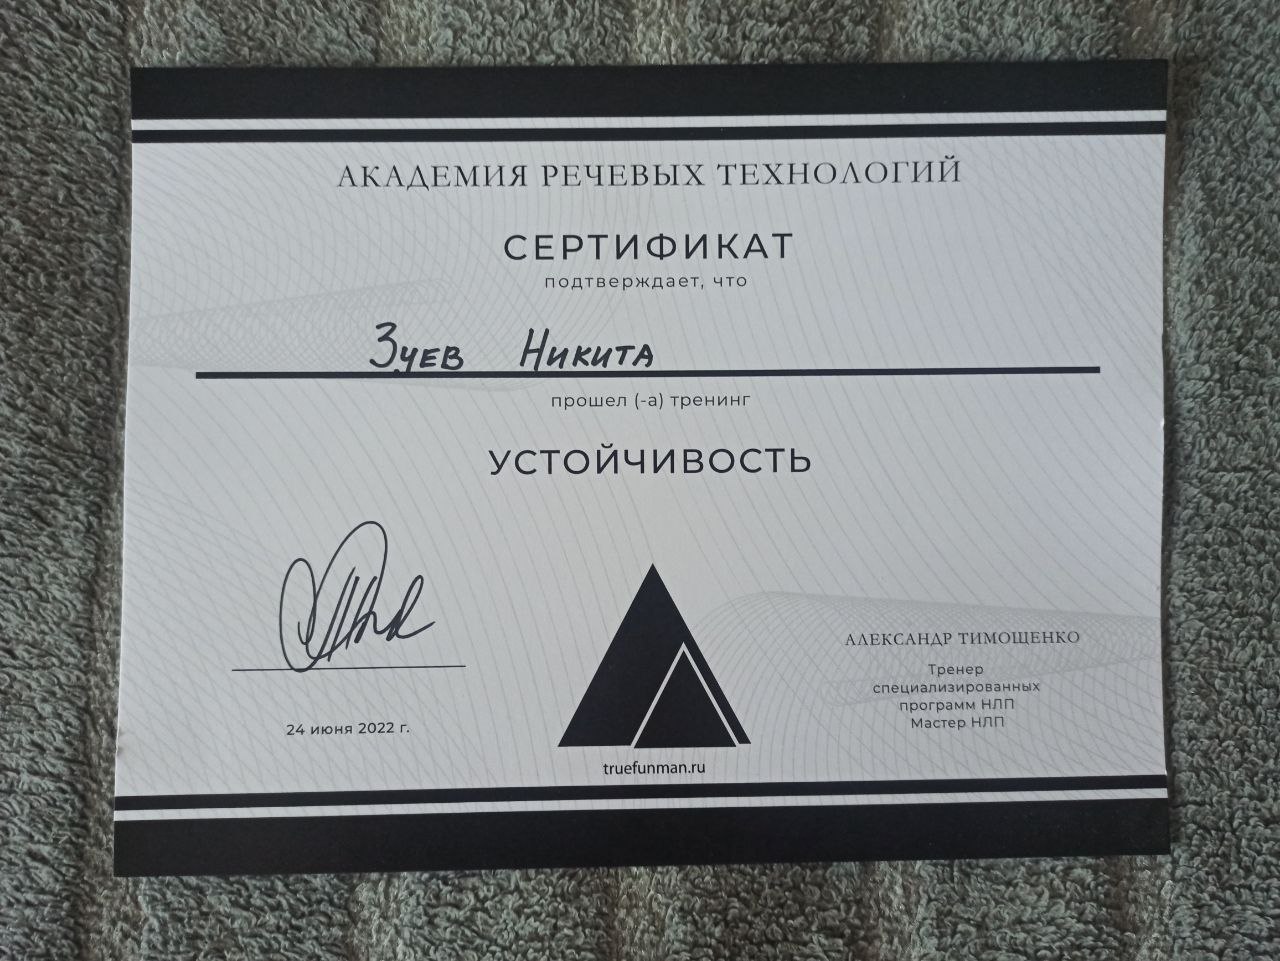 АКАДЕМИЯ РЕЧЕВЫХ ТЕХНОЛОГИЙ
СЕРТИФИКАТ
подтверждает, что
Зуев Никита
прошел (-а) тренинг
УСТОЙЧИВОСТЬ
АЛЕКСАНДР ТИМОЩЕНКО
Тренер
специализированных
программ НЛП
Мастер НЛП
24 июня 2022 г.
truefunman.ru